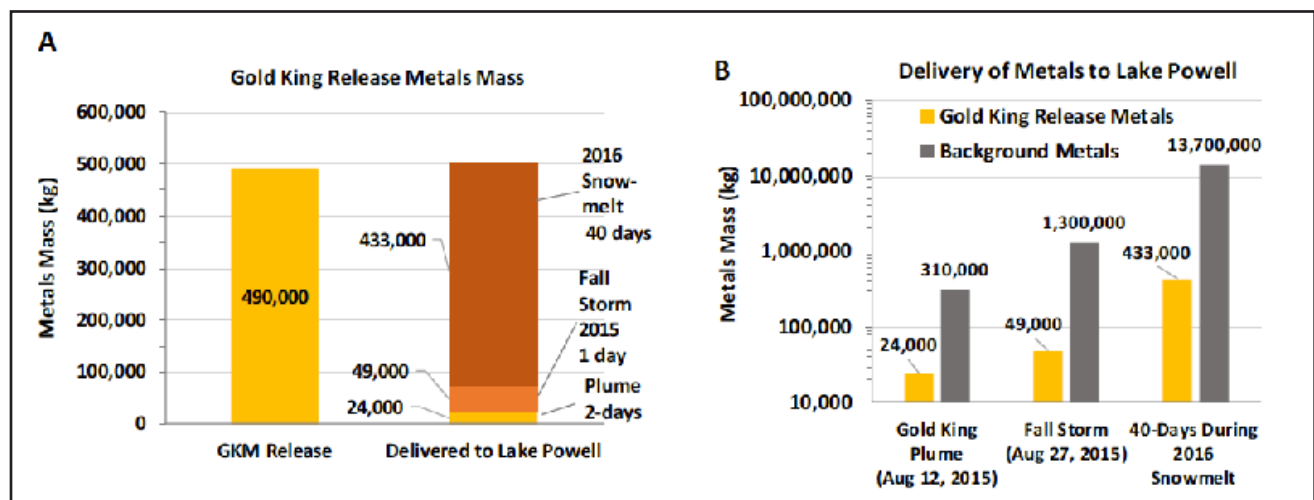 A
Gold King Release Metals Mass
Metals Mass (kg)
600,000
500,000
400,000
300,000
200,000
100,000
0
490,000
433,000
49,000
24,000
2016
Snow-
melt
40 days
Fall
Storm
2015
1 day
Plume
2-days
GKM Release
Delivered to Lake Powell
B
Delivery of Metals to Lake Powell
Metals Mass (kg)
100,000,000
10,000,000
1,000,000
100,000
10,000
Gold King Release Metals
Background Metals
24,000
310,000
49,000
1,300,000
433,000
13,700,000
Gold King
Plume
(Aug 12, 2015)
Fall Storm
(Aug 27, 2015)
40-Days During
2016
Snowmelt